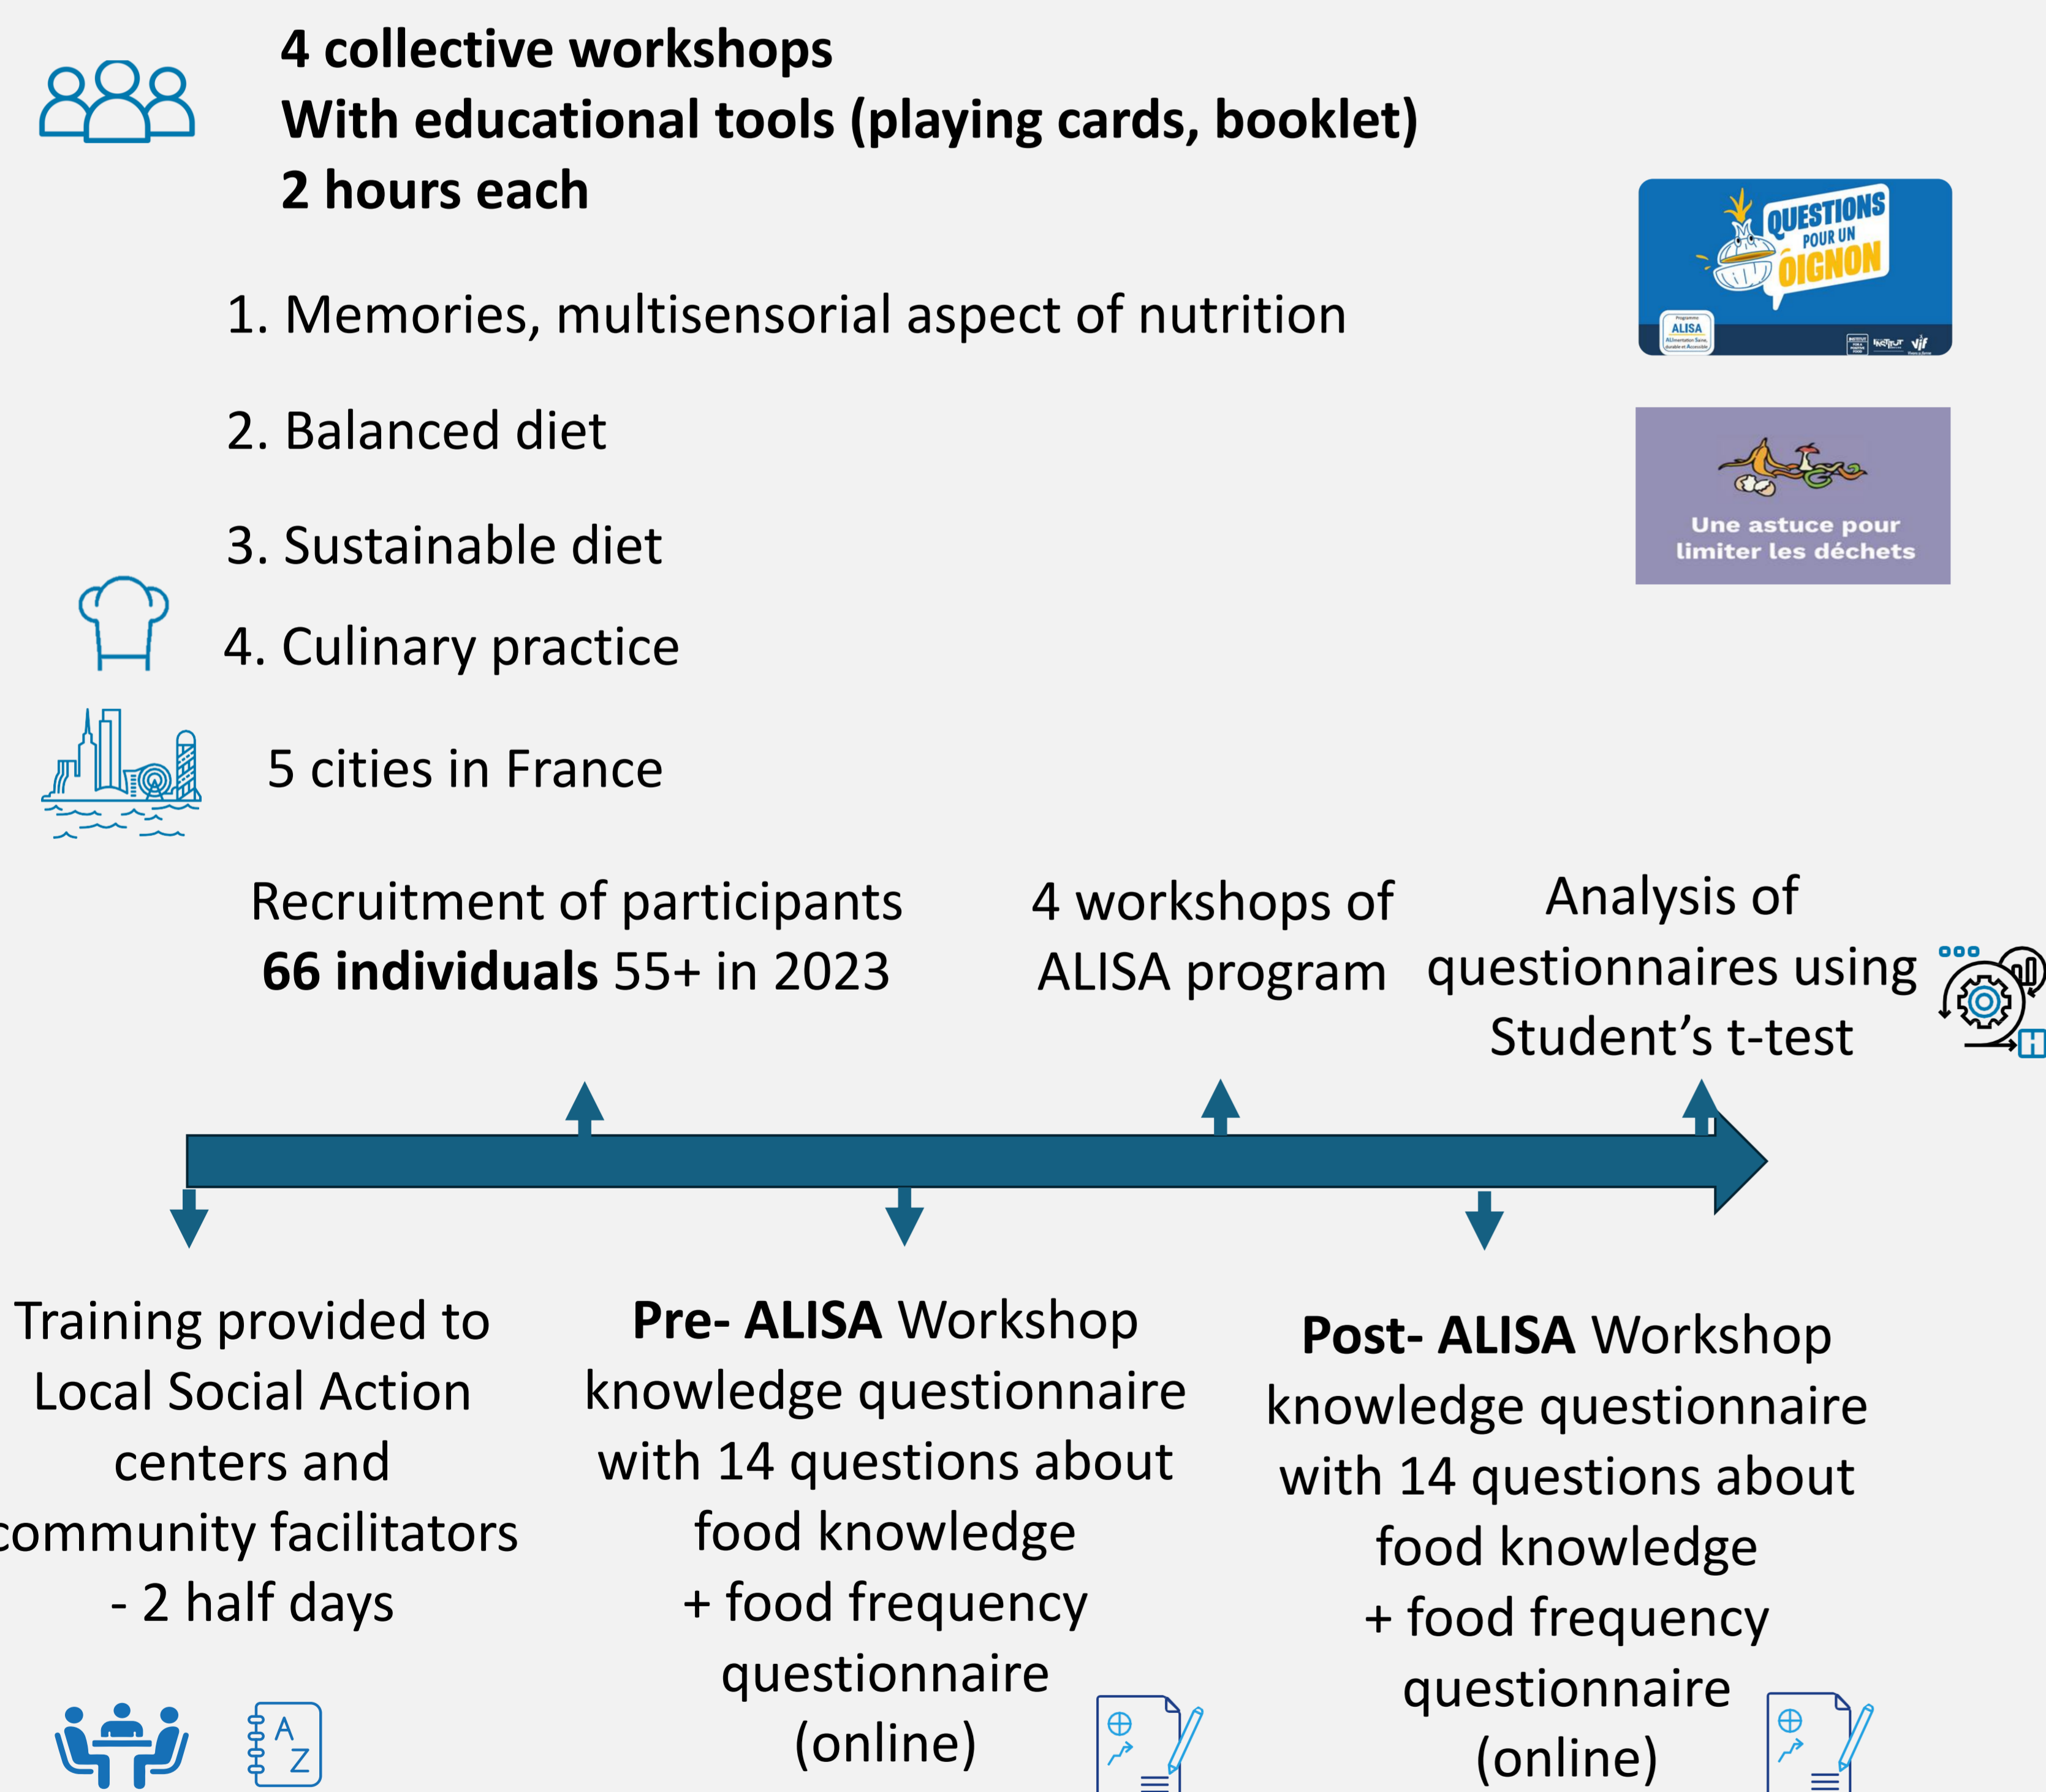 4 collective workshops
With educational tools (playing cards, booklet)
2 hours each
QUESTIONS
POUR UN
OIGNON
Programme
ALISA
1. Memories, multisensorial aspect of nutrition
2. Balanced diet
Une astuce pour
limiter les déchets
3. Sustainable diet
4. Culinary practice
5 cities in France
Recruitment of participants
66 individuals 55+ in 2023
4 workshops of
ALISA program
Analysis of
questionnaires using
Student’s t-test
Training provided to
Local Social Action
centers and
community facilitators
- 2 half days
Pre- ALISA Workshop
knowledge questionnaire
with 14 questions about
food knowledge
+ food frequency
questionnaire
(online)
Post- ALISA Workshop
knowledge questionnaire
with 14 questions about
food knowledge
+ food frequency
questionnaire
(online)
A
Z